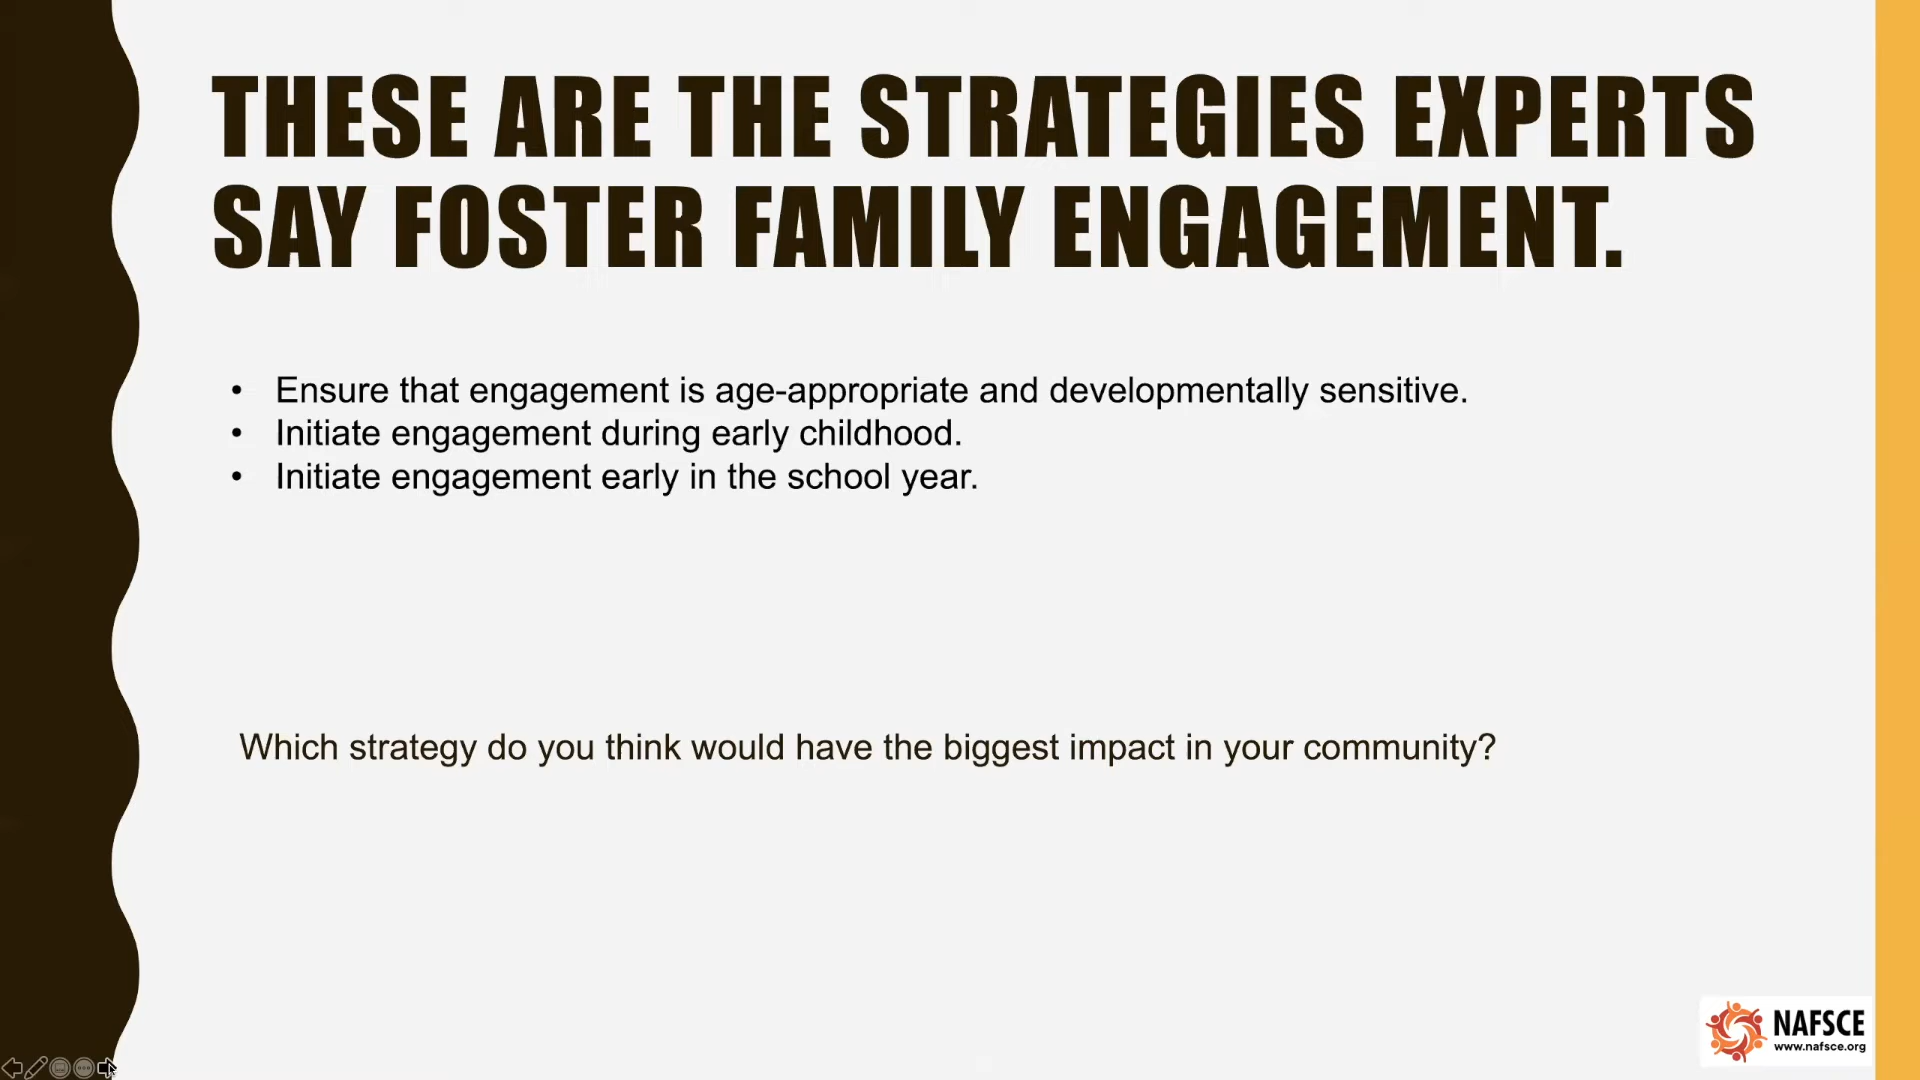 THESE ARE THE STRATEGIES EXPERTS
SAY FOSTER FAMILY ENGAGEMENT.
• Ensure that engagement is age-appropriate and developmentally sensitive.
• Initiate engagement during early childhood.
• Initiate engagement early in the school year.
Which strategy do you think would have the biggest impact in your community?
NAFSCE
www.nafsce.org